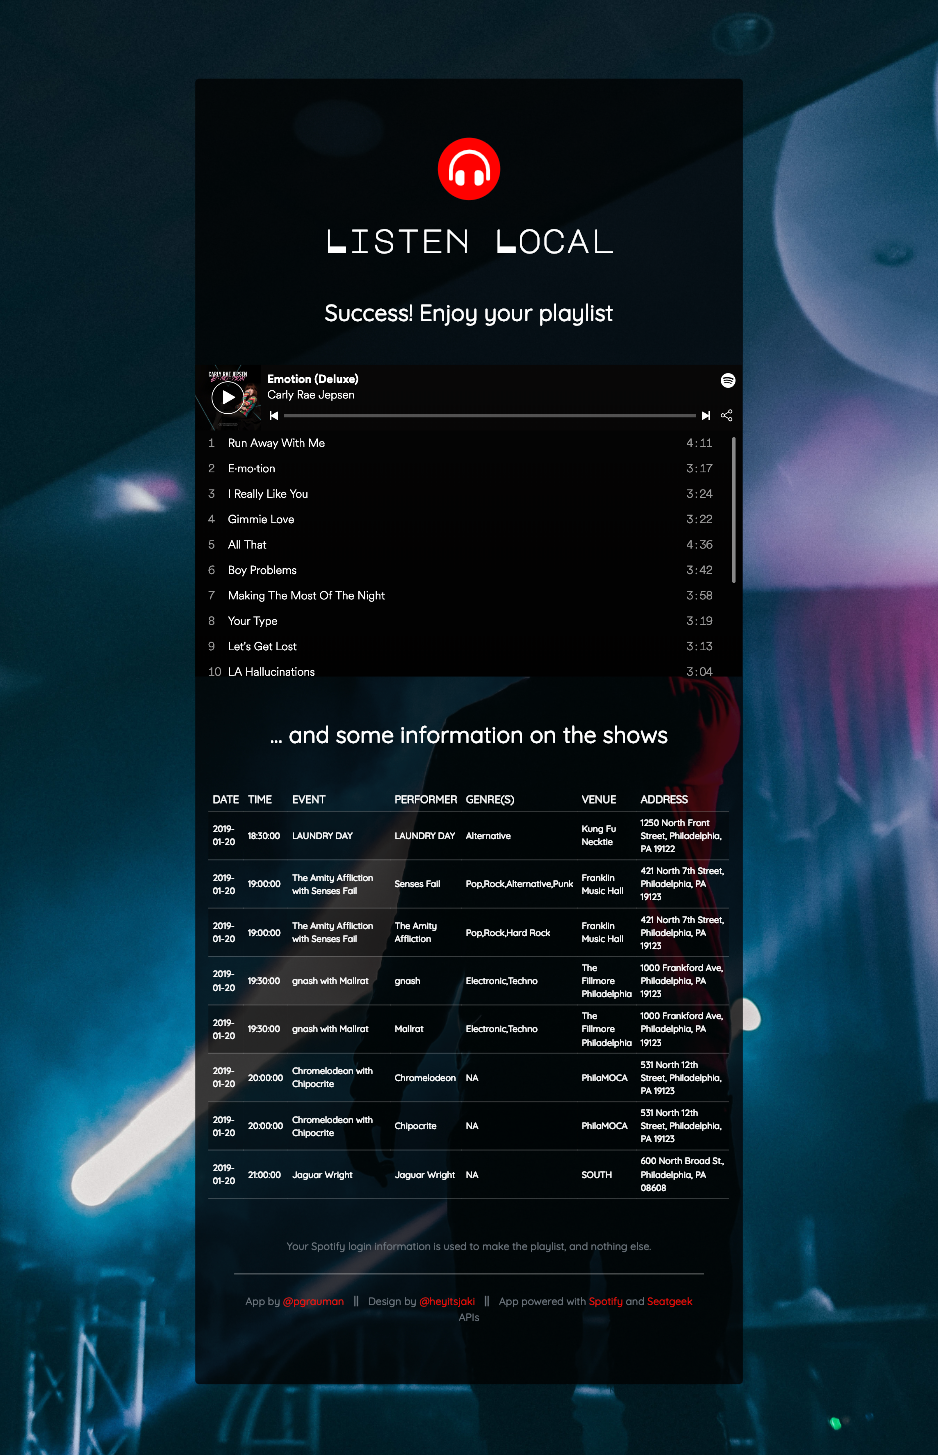 LISTEN LOCAL
Success! Enjoy your playlist
CARLY RAE JEPSEN
Emotion (Deluxe)
Carly Rae Jepsen
1 Run Away With Me 4:11
2 E·mo·tion 3:17
3 I Really Like You 3:24
4 Gimmie Love 3:22
5 All That 4:36
6 Boy Problems 3:42
7 Making The Most Of The Night 3:58
8 Your Type 3:19
9 Let's Get Lost 3:13
10 LA Hallucinations 3:04
... and some information on the shows
DATE TIME EVENT PERFORMER GENRE(S) VENUE ADDRESS
2019-
01-20
18:30:00
LAUNDRY DAY
LAUNDRY DAY
Alternative
Kung Fu
Necktie
1250 North Front
Street, Philadelphia,
PA 19122
2019-
01-20
19:00:00
The Amity Affliction
with Senses Fail
Senses Fail
Pop,Rock,Alternative,Punk
Franklin
Music Hall
421 North 7th Street,
Philadelphia, PA
19123
2019-
01-20
19:00:00
The Amity Affliction
with Senses Fail
The Amity
Affliction
Pop,Rock,Hard Rock
Franklin
Music Hall
421 North 7th Street,
Philadelphia, PA
19123
2019-
01-20
19:30:00
gnash with Mallrat
gnash
Electronic,Techno
The
Fillmore
Philadelphia
1000 Frankford Ave,
Philadelphia, PA
19123
2019-
01-20
19:30:00
gnash with Mallrat
Mallrat
Electronic,Techno
The
Fillmore
Philadelphia
1000 Frankford Ave,
Philadelphia, PA
19123
2019-
01-20
20:00:00
Chromelodeon with
Chipocrite
Chromelodeon
NA
PhilaMOCA
531 North 12th
Street, Philadelphia,
PA 19123
2019-
01-20
20:00:00
Chromelodeon with
Chipocrite
Chipocrite
NA
PhilaMOCA
531 North 12th
Street, Philadelphia,
PA 19123
2019-
01-20
21:00:00
Jaguar Wright
Jaguar Wright
NA
SOUTH
600 North Broad St.,
Philadelphia, PA
08608
Your Spotify login information is used to make the playlist, and nothing else.
App by @pgrauman || Design by @heyitsjaki || App powered with Spotify and Seatgeek
APIs